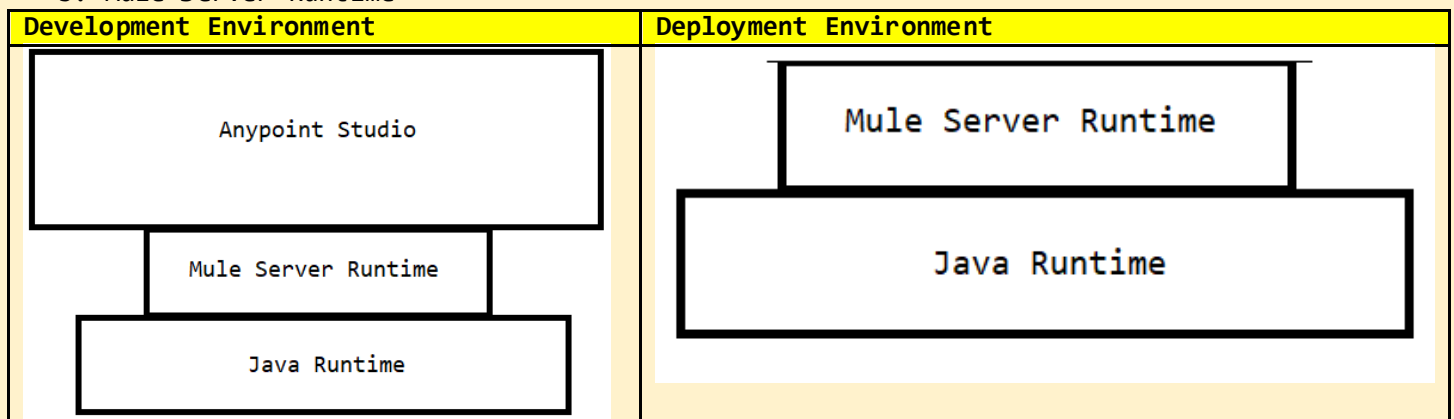 Development Environment
Deployment Environment
Anypoint Studio
Mule Server Runtime
Java Runtime
Mule Server Runtime
Java Runtime